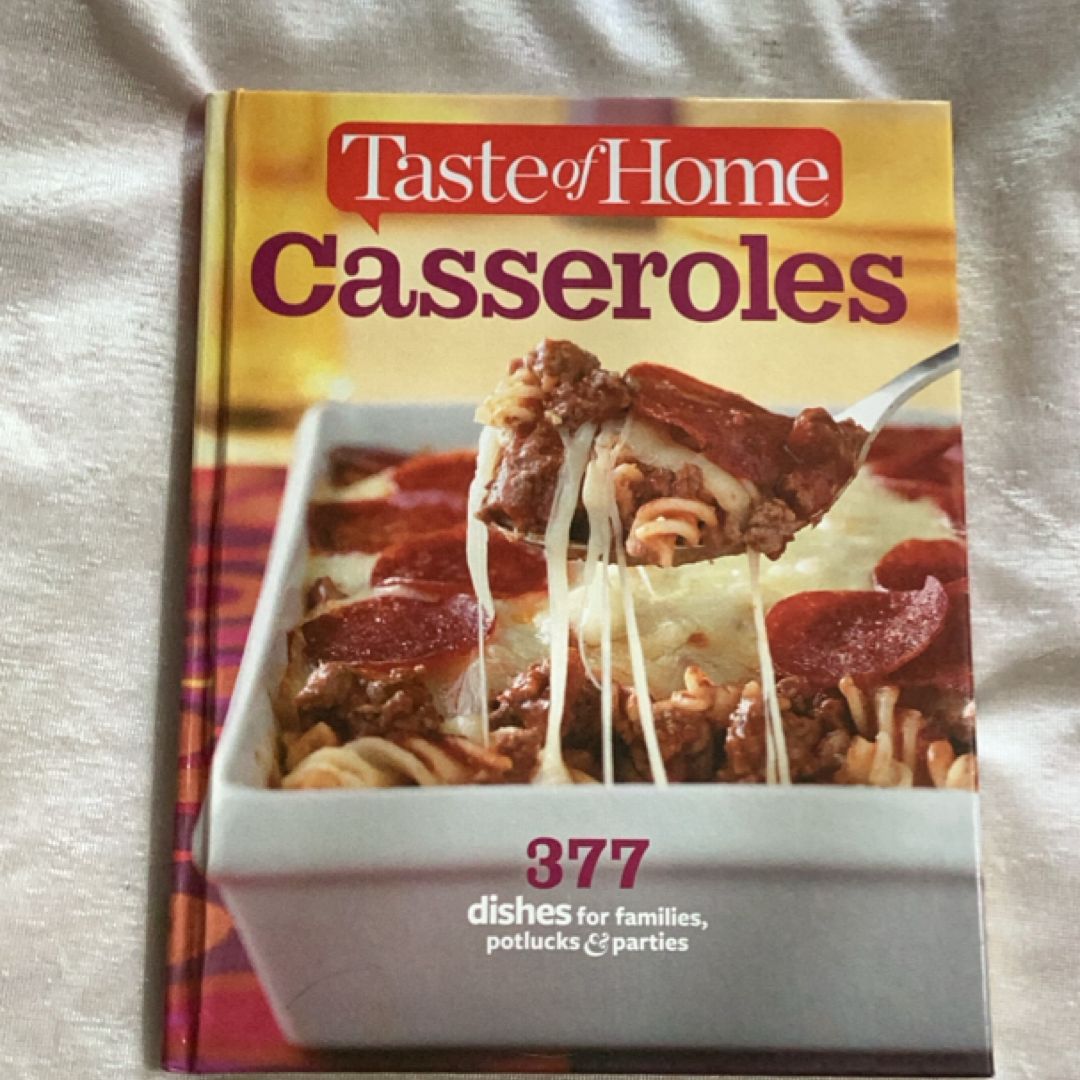 Taste of Home
Casseroles
377
dishes for families,
potlucks & parties